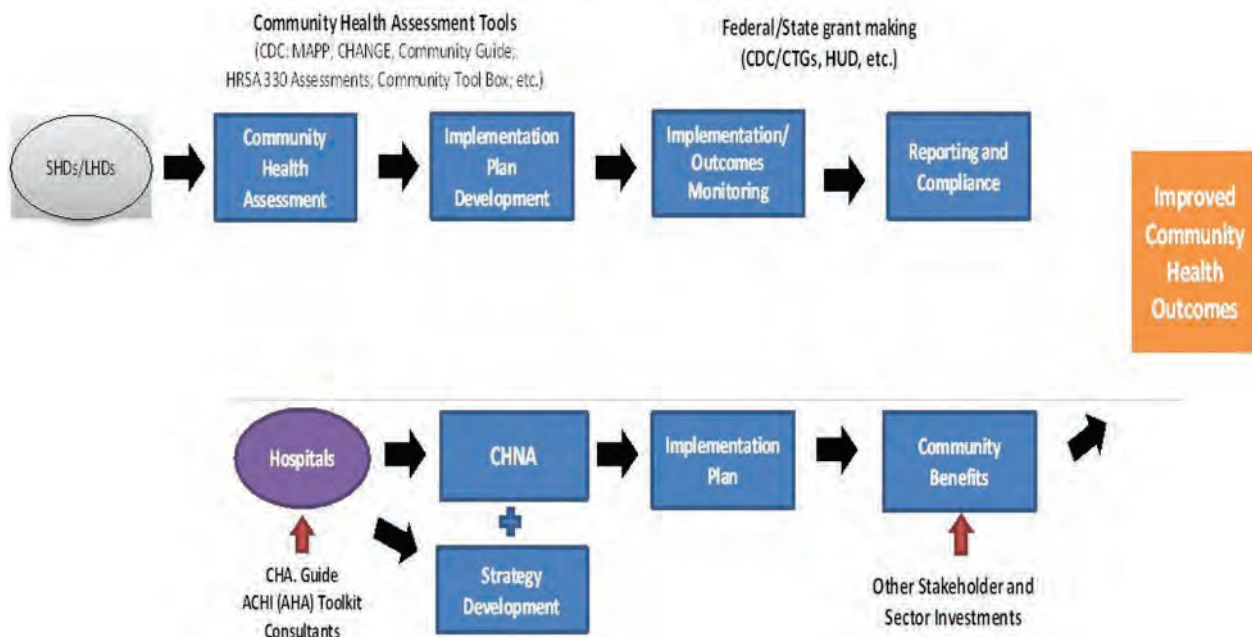 Community Health Assessment Tools
(CDC: MAPP, CHANGE, Community Guide;
HRSA 330 Assessments; Community Tool Box; etc.)
Federal/State grant making
(CDC/CTGs, HUD, etc.)
SHDs/LHDs
Community
Health
Assessment
Implementation
Plan
Development
Implementation/
Outcomes
Monitoring
Reporting and
Compliance
Improved
Community
Health
Outcomes
Hospitals
CHNA
Implementation
Plan
Community
Benefits
Strategy
Development
CHA. Guide
ACHI (AHA) Toolkit
Consultants
Other Stakeholder and
Sector Investments